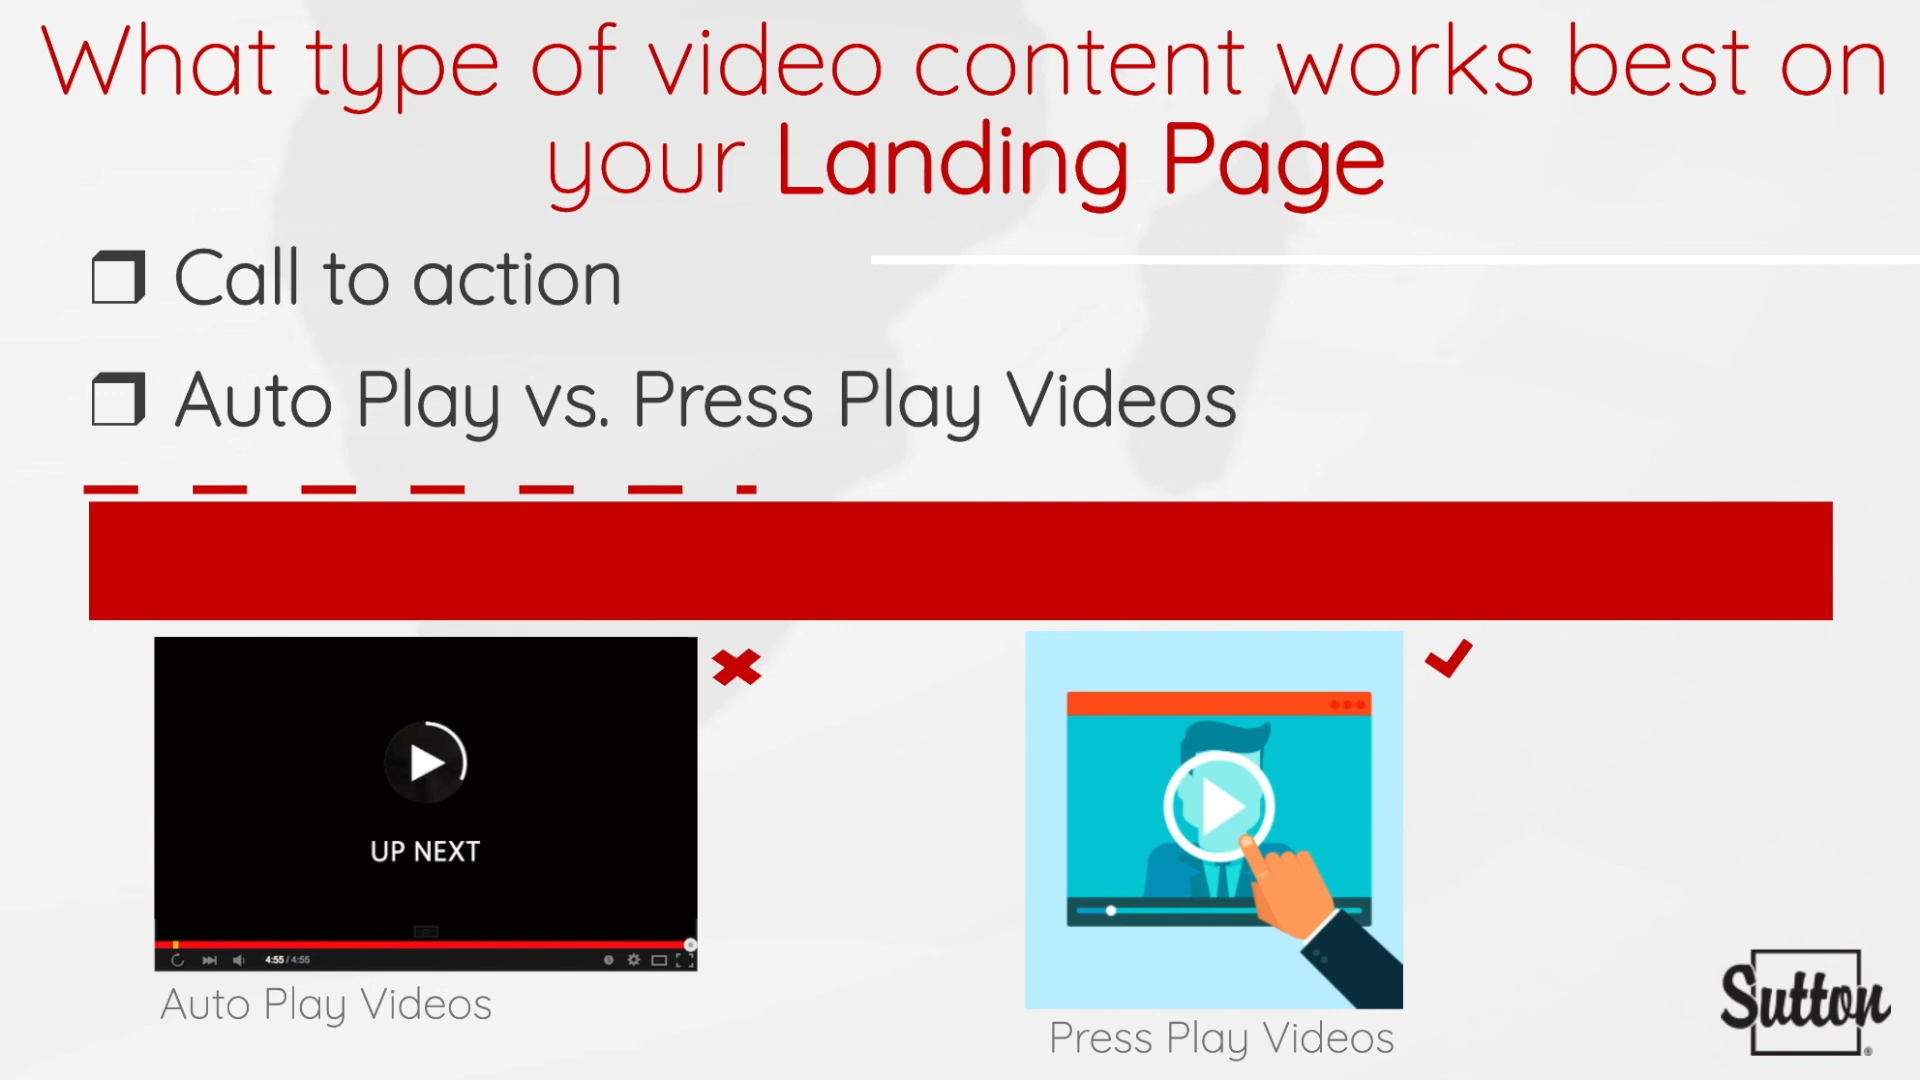 What type of video content works best on
your Landing Page
Call to action
Auto Play vs. Press Play Videos
UP NEXT
4:55 / 4:55
Auto Play Videos
Press Play Videos
Sutton
®